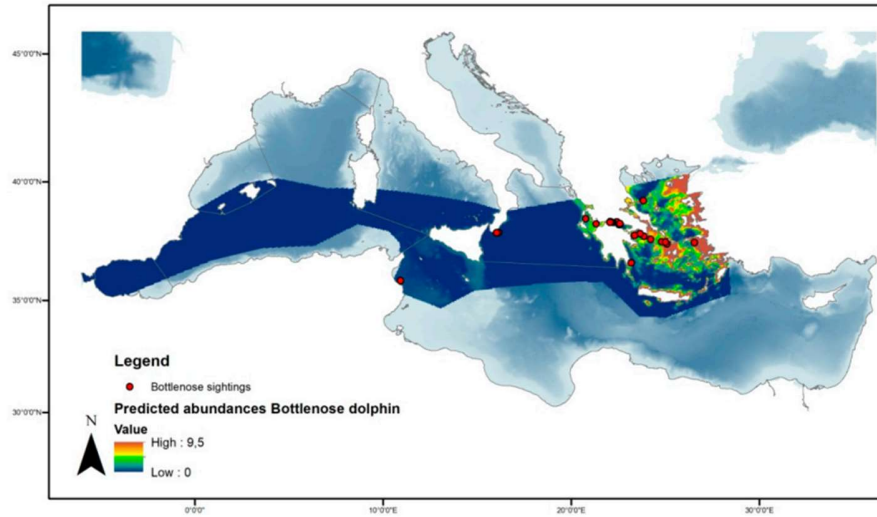 45°0'0"N
40°0'0"N
35°0'0"N
Legend
Bottlenose sightings
Predicted abundances Bottlenose dolphin
30°0'0"N
N
Value
High : 9,5
Low : 0
0°0'0" 10°0'0"E 20°0'0"E 30°0'0"E